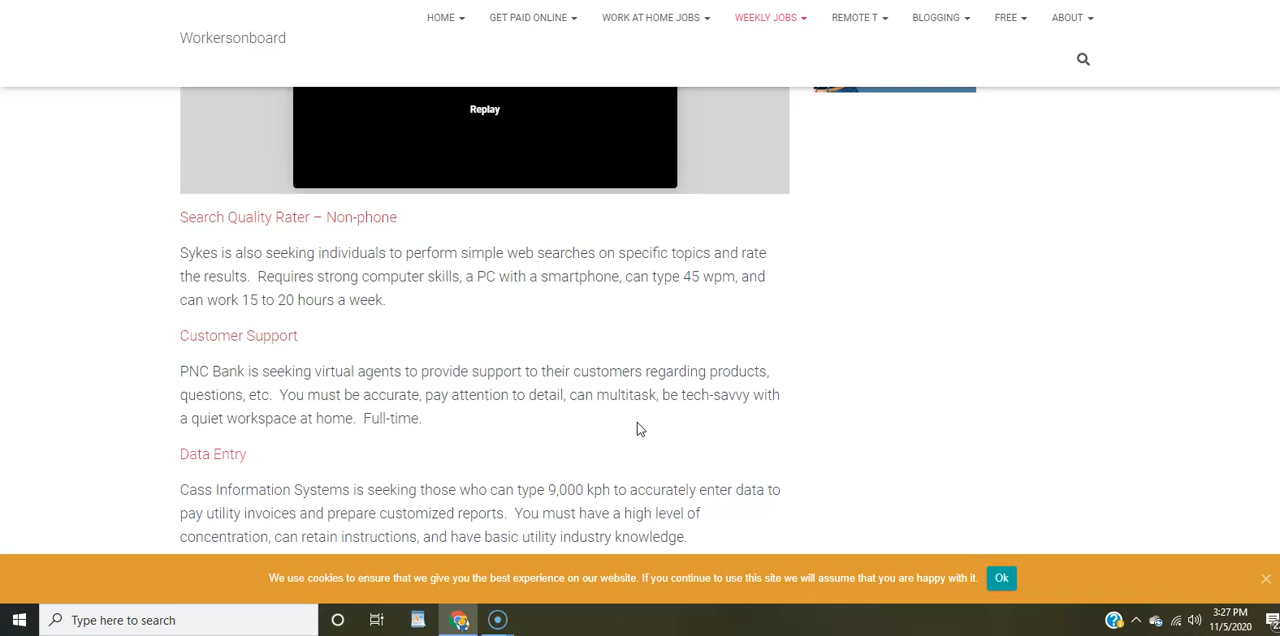 HOME GET PAID ONLINE WORK AT HOME JOBS WEEKLY JOBS REMOTE T BLOGGING FREE ABOUT
Workersonboard
Replay
Search Quality Rater – Non-phone
Sykes is also seeking individuals to perform simple web searches on specific topics and rate
the results. Requires strong computer skills, a PC with a smartphone, can type 45 wpm, and
can work 15 to 20 hours a week.
Customer Support
PNC Bank is seeking virtual agents to provide support to their customers regarding products,
questions, etc. You must be accurate, pay attention to detail, can multitask, be tech-savvy with
a quiet workspace at home. Full-time.
Data Entry
Cass Information Systems is seeking those who can type 9,000 kph to accurately enter data to
pay utility invoices and prepare customized reports. You must have a high level of
concentration, can retain instructions, and have basic utility industry knowledge.
We use cookies to ensure that we give you the best experience on our website. If you continue to use this site we will assume that you are happy with it. Ok
Type here to search
3:27 PM
11/5/2020